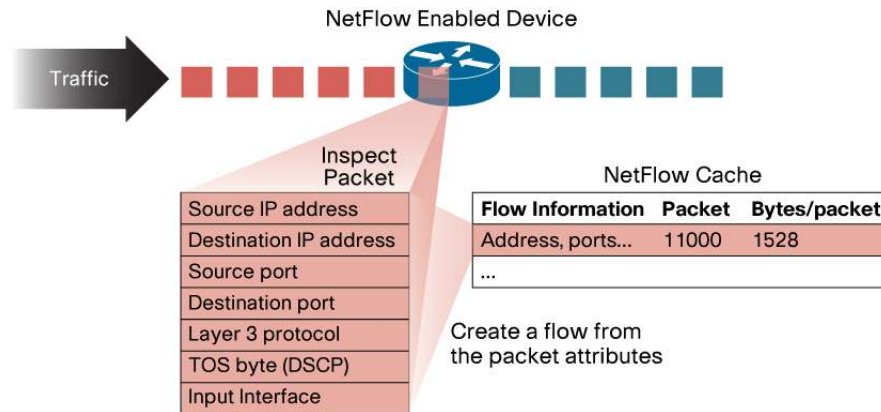 NetFlow Enabled Device
Traffic
Inspect
Packet
Source IP address
Destination IP address
Source port
Destination port
Layer 3 protocol
TOS byte (DSCP)
Input Interface
NetFlow Cache
Flow Information Packet Bytes/packet
Address, ports... 11000 1528
...
Create a flow from
the packet attributes